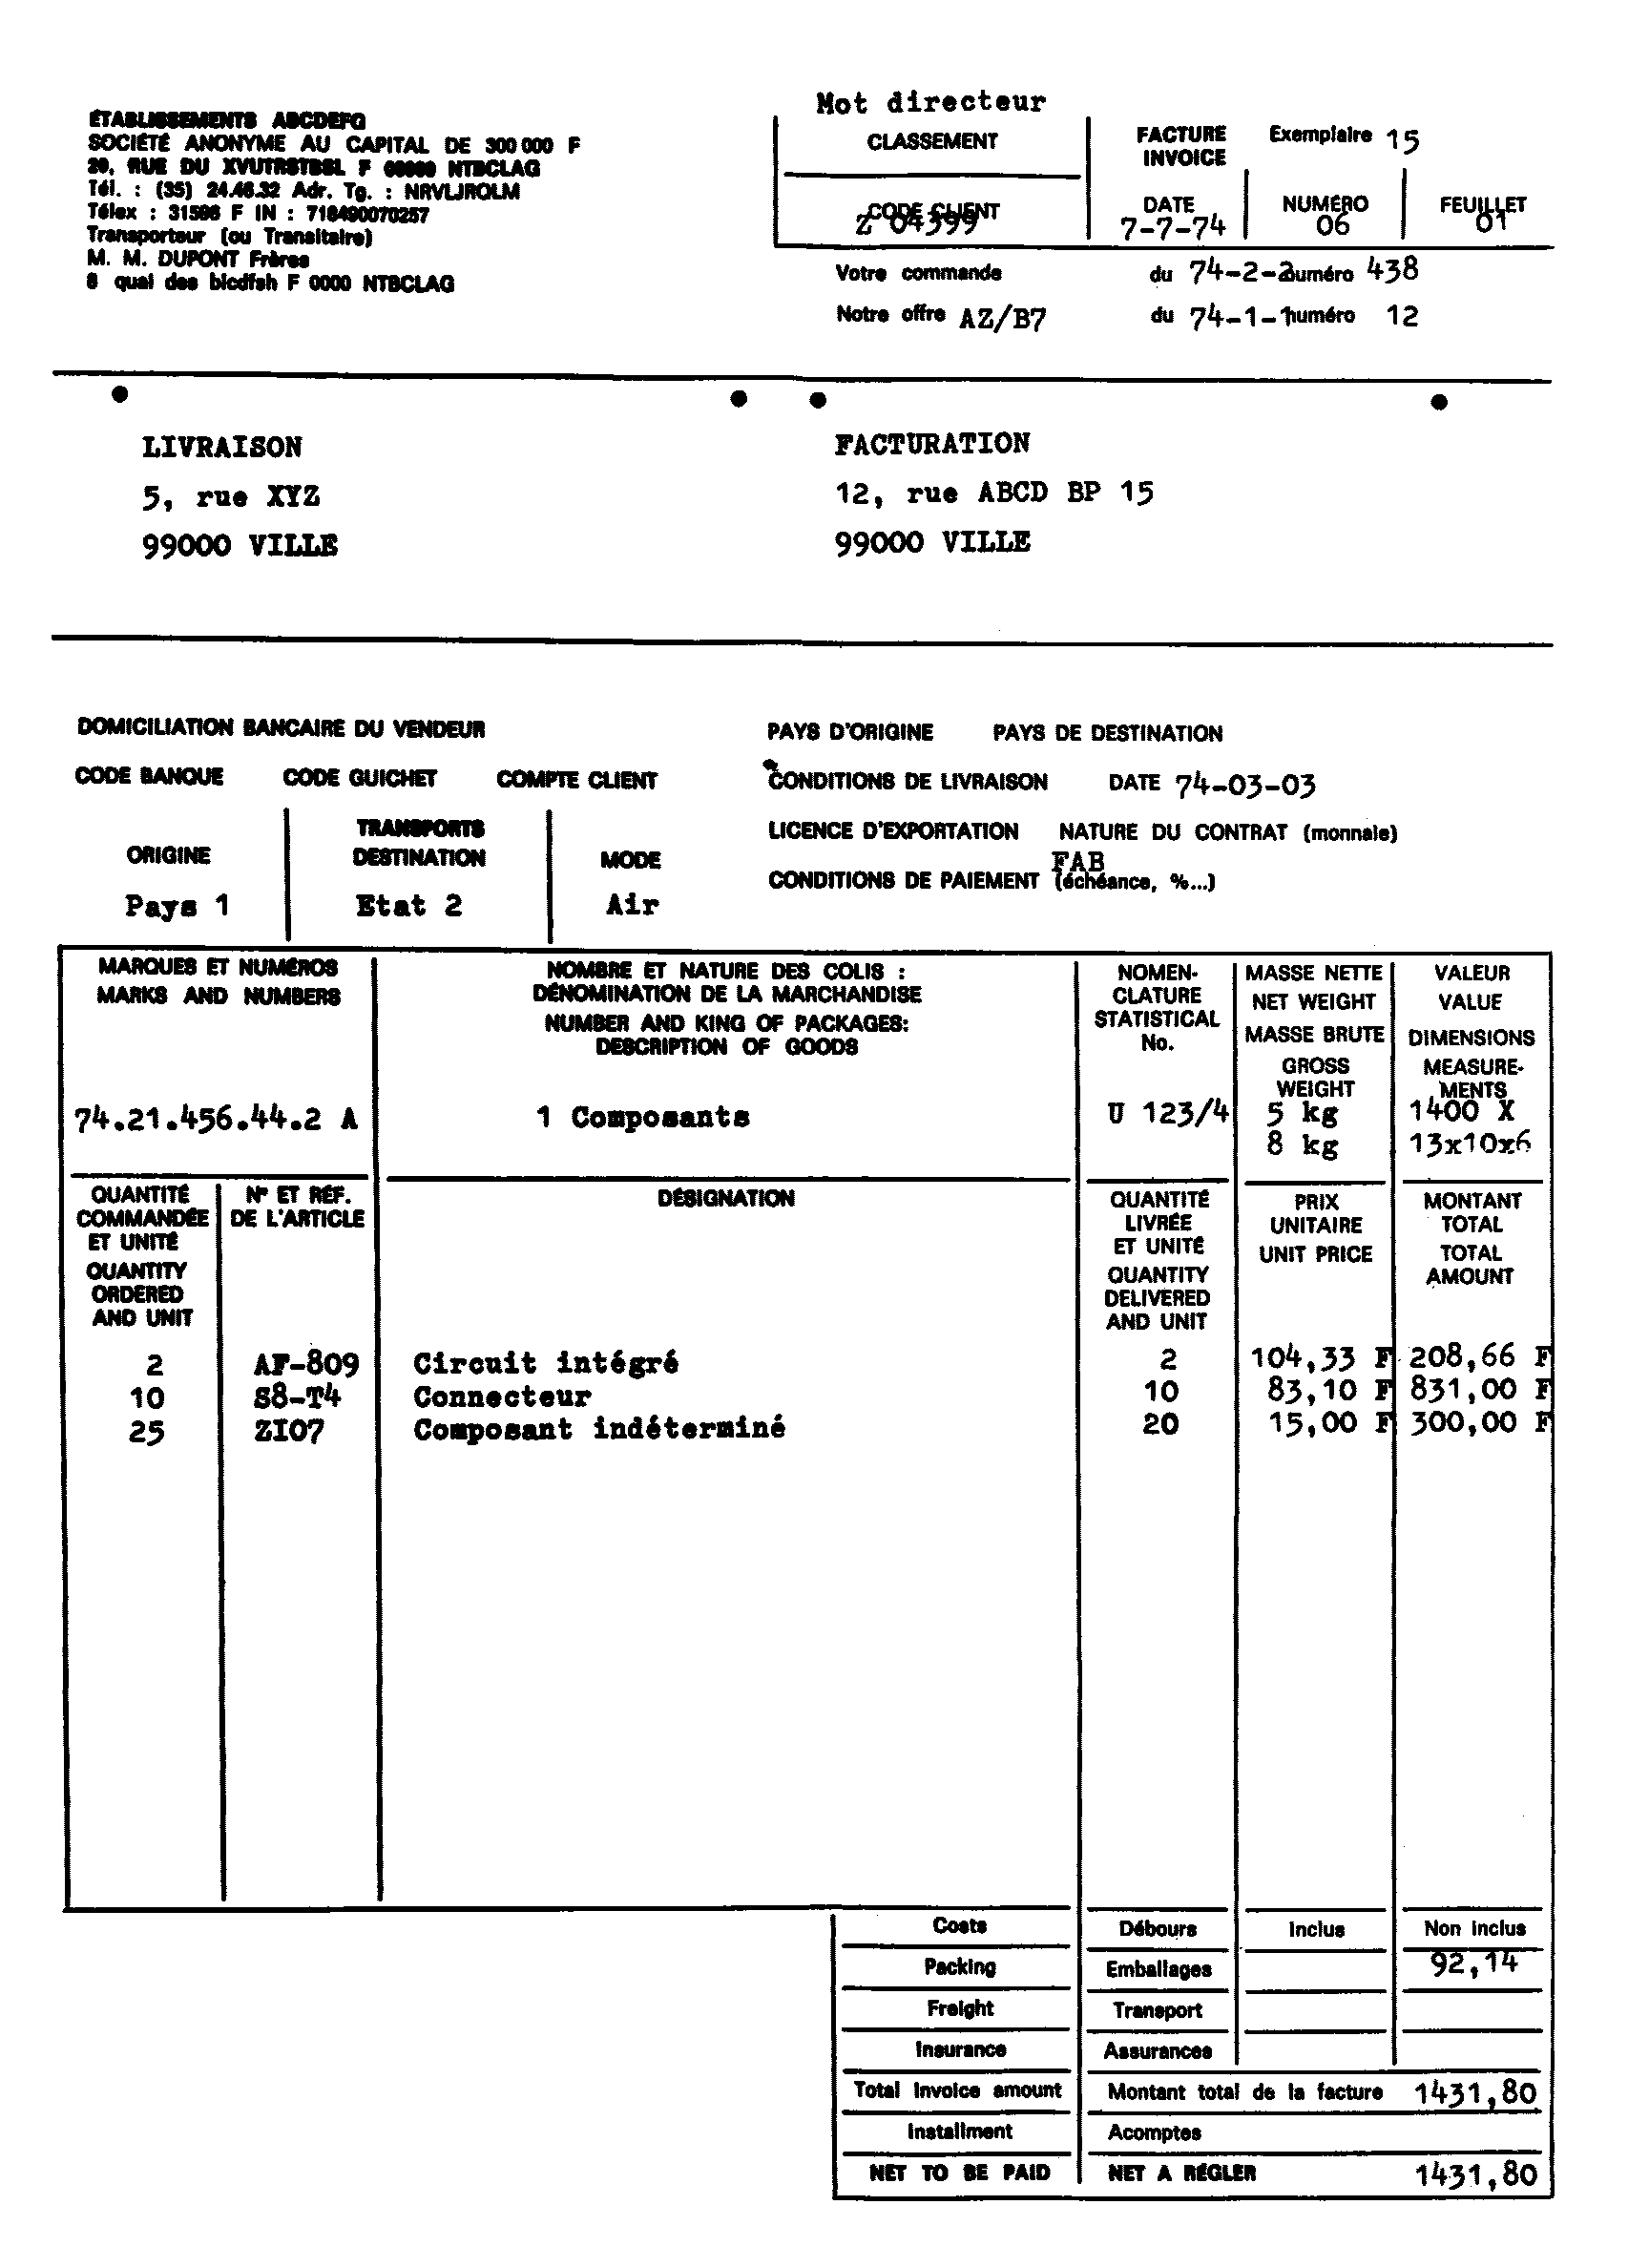 Mot directeur
ÉTABLISSEMENTS ABCDEFG
SOCIÉTÉ ANONYME AU CAPITAL DE 300 000 F
20, RUE DU XVUTRSTBSL F 00000 NTBCLAG
Tél. : (35) 24.46.32 Adr. Tg. : NRVLJROLM
Télex : 31586 F IN : 718490070257
Transporteur (ou Transitaire)
M. M. DUPONT Frères
8 quai des blcdfsh F 0000 NTBCLAG
CLASSEMENT
FACTURE
INVOICE
Exemplaire 15
CODE CLIENT
Z 04399
DATE
7-7-74
NUMÉRO
06
FEUILLET
01
Votre commande du 74-2-2 numéro 438
Notre offre AZ/B7 du 74-1-1 numéro 12
LIVRAISON
5, rue XYZ
99000 VILLE
FACTURATION
12, rue ABCD BP 15
99000 VILLE
DOMICILIATION BANCAIRE DU VENDEUR
CODE BANQUE CODE GUICHET COMPTE CLIENT
PAYS D'ORIGINE PAYS DE DESTINATION
CONDITIONS DE LIVRAISON DATE 74-03-03
LICENCE D'EXPORTATION NATURE DU CONTRAT (monnaie)
FAB
CONDITIONS DE PAIEMENT (échéance, %...)
TRANSPORTS
ORIGINE DESTINATION MODE
Pays 1 Etat 2 Air
MARQUES ET NUMÉROS
MARKS AND NUMBERS
NOMBRE ET NATURE DES COLIS :
DÉNOMINATION DE LA MARCHANDISE
NUMBER AND KING OF PACKAGES:
DESCRIPTION OF GOODS
NOMEN-
CLATURE
STATISTICAL
No.
MASSE NETTE
NET WEIGHT
MASSE BRUTE
GROSS
WEIGHT
VALEUR
VALUE
DIMENSIONS
MEASURE-
MENTS
74.21.456.44.2 A 1 Composants U 123/4 5 kg 1400 X
8 kg 13x10x6
QUANTITÉ
COMMANDÉE
ET UNITÉ
QUANTITY
ORDERED
AND UNIT
Nº ET RÉF.
DE L'ARTICLE
DÉSIGNATION
QUANTITÉ
LIVRÉE
ET UNITÉ
QUANTITY
DELIVERED
AND UNIT
PRIX
UNITAIRE
UNIT PRICE
MONTANT
TOTAL
TOTAL
AMOUNT
2 AF-809 Circuit intégré 2 104,33 F 208,66 F
10 S8-T4 Connecteur 10 83,10 F 831,00 F
25 ZI07 Composant indéterminé 20 15,00 F 300,00 F
Costs Débours Inclus Non inclus
Packing Emballages 92,14
Freight Transport
Insurance Assurances
Total Invoice amount Montant total de la facture 1431,80
Installment Acomptes
NET TO BE PAID NET A RÉGLER 1431,80